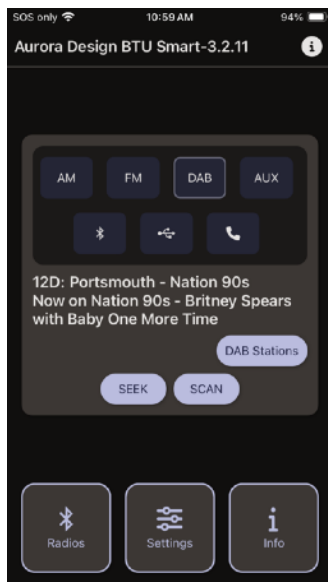 SOS only 10:59 AM 94%
Aurora Design BTU Smart-3.2.11
AM FM DAB AUX
12D: Portsmouth - Nation 90s
Now on Nation 90s - Britney Spears
with Baby One More Time
DAB Stations
SEEK SCAN
Radios Settings Info